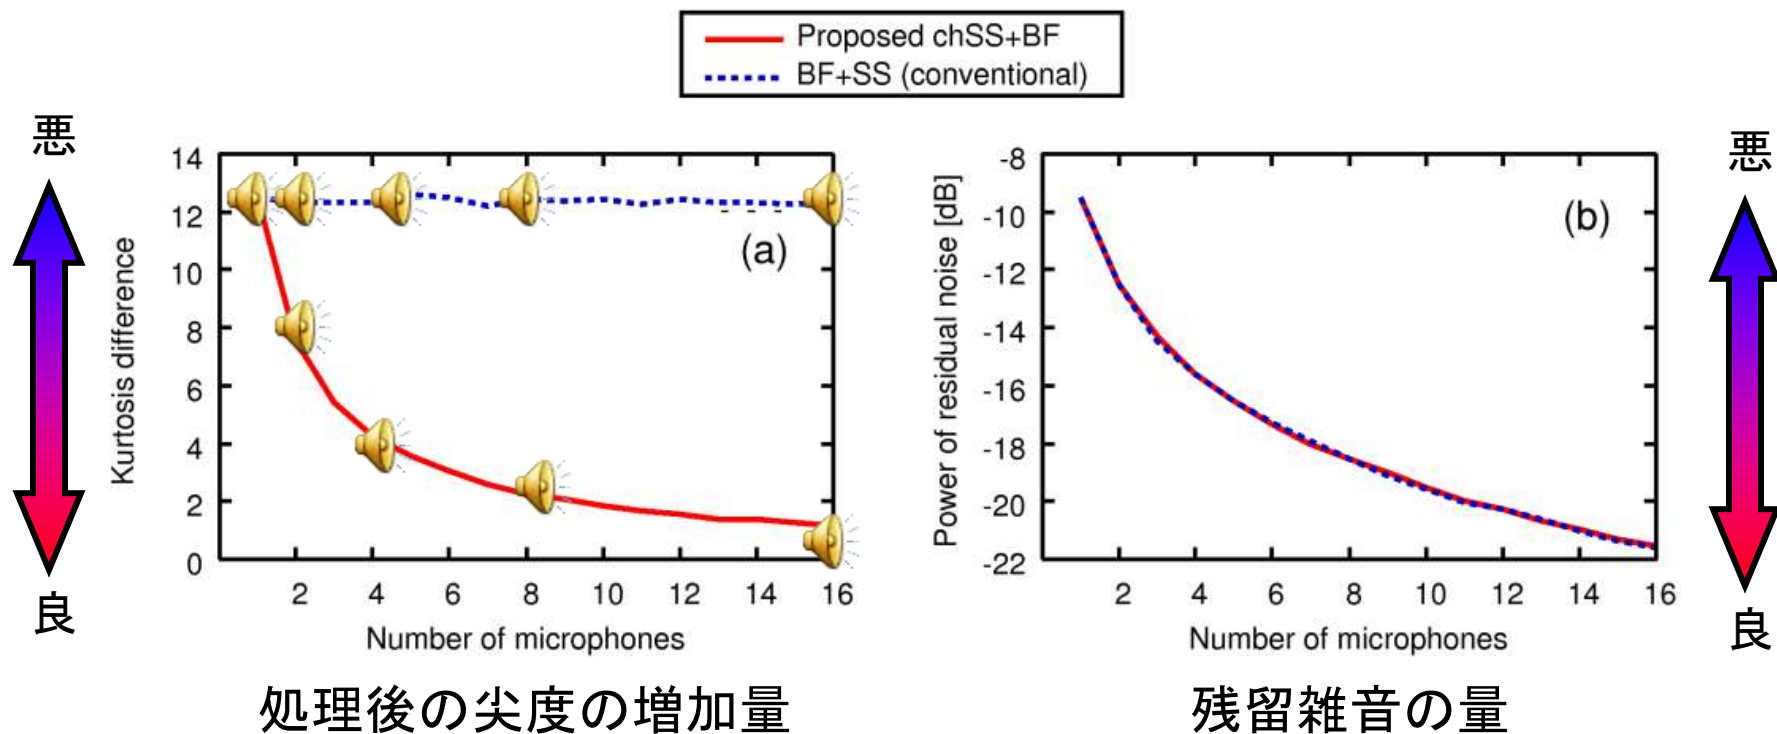 Proposed chSS+BF
BF+SS (conventional)
悪
良
14
12
10
8
6
4
2
0
Kurtosis difference
(a)
2 4 6 8 10 12 14 16
Number of microphones
処理後の尖度の増加量
-8
-10
-12
-14
-16
-18
-20
-22
Power of residual noise [dB]
(b)
2 4 6 8 10 12 14 16
Number of microphones
残留雑音の量
悪
良